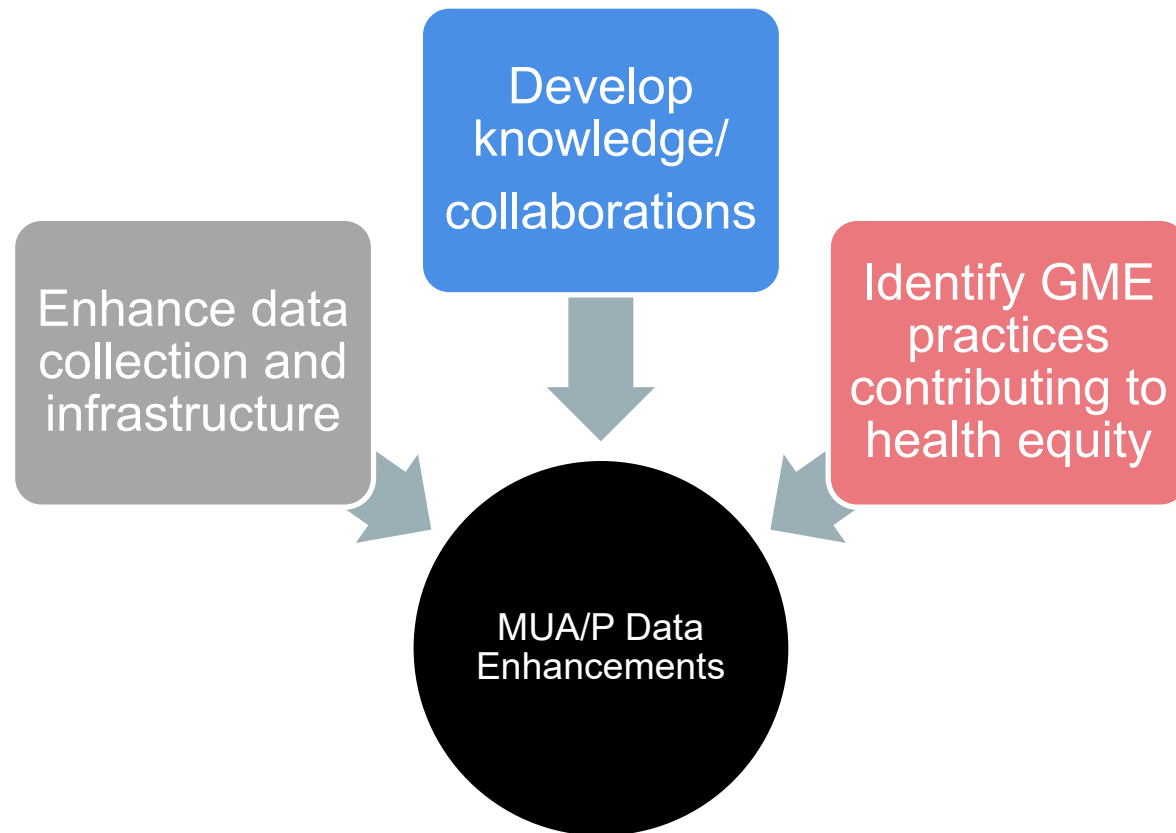 Develop
knowledge/
collaborations
Enhance data
collection and
infrastructure
Identify GME
practices
contributing to
health equity
MUA/P Data
Enhancements